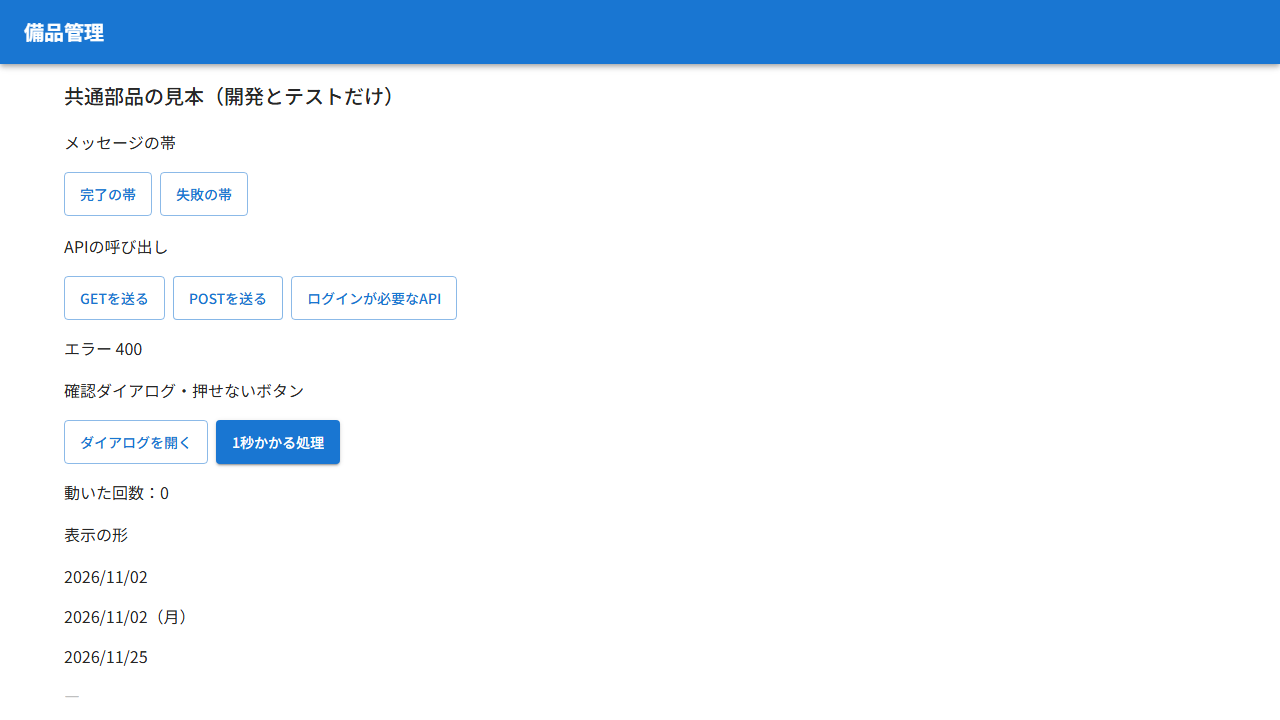 備品管理
共通部品の見本（開発とテストだけ）
メッセージの帯
完了の帯 失敗の帯
APIの呼び出し
GETを送る POSTを送る ログインが必要なAPI
エラー 400
確認ダイアログ・押せないボタン
ダイアログを開く 1秒かかる処理
動いた回数：0
表示の形
2026/11/02
2026/11/02（月）
2026/11/25
—